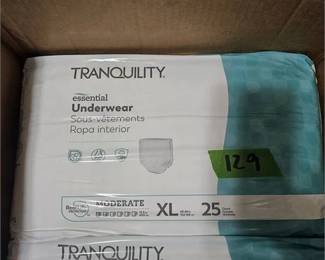 TRANQUILITY
essential
Underwear
Sous-vêtements
Ropa interior
129
MODERATE
XL
25
TRANQUILITY